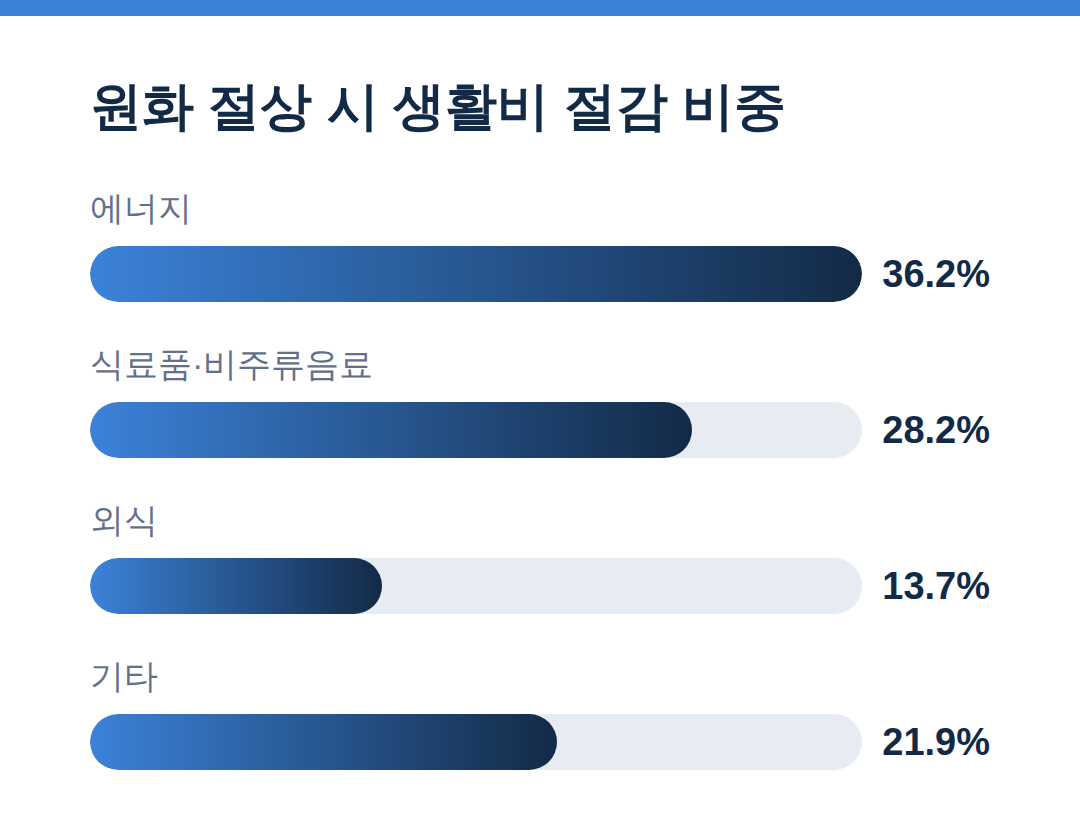 원화 절상 시 생활비 절감 비중
에너지
36.2%
식료품·비주류음료
28.2%
외식
13.7%
기타
21.9%